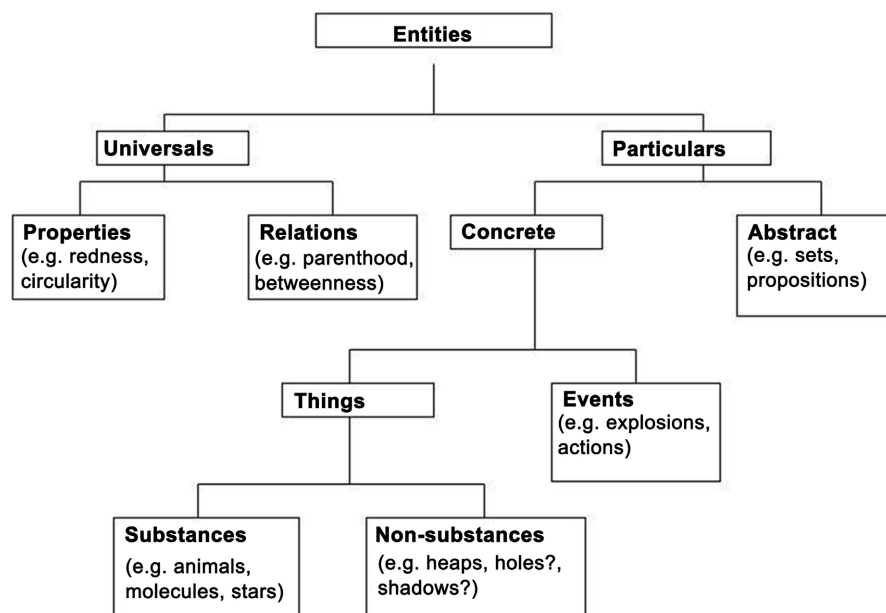 Entities
Universals
Particulars
Properties
(e.g. redness,
circularity)
Relations
(e.g. parenthood,
betweenness)
Concrete
Abstract
(e.g. sets,
propositions)
Things
Events
(e.g. explosions,
actions)
Substances
(e.g. animals,
molecules, stars)
Non-substances
(e.g. heaps, holes?,
shadows?)